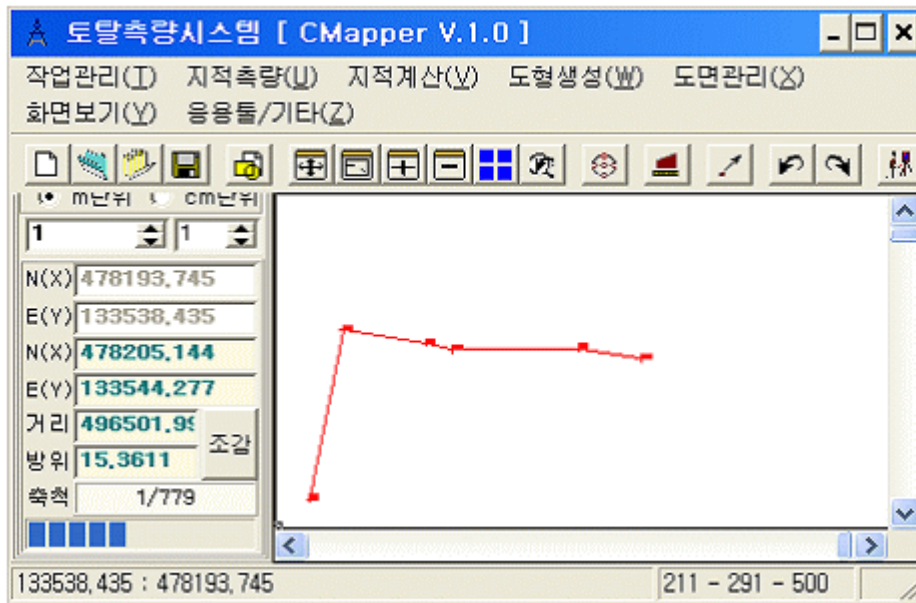 토탈측량시스템 [ CMapper V.1.0 ]
작업관리(T) 지적측량(U) 지적계산(V) 도형생성(W) 도면관리(X)
화면보기(Y) 응용툴/기타(Z)
m단위 cm단위
1 1
N(X) 478193,745
E(Y) 133538,435
N(X) 478205,144
E(Y) 133544,277
거리 496501,99
조감
방위 15,3611
축척 1/779
133538,435 : 478193,745 211 - 291 - 500